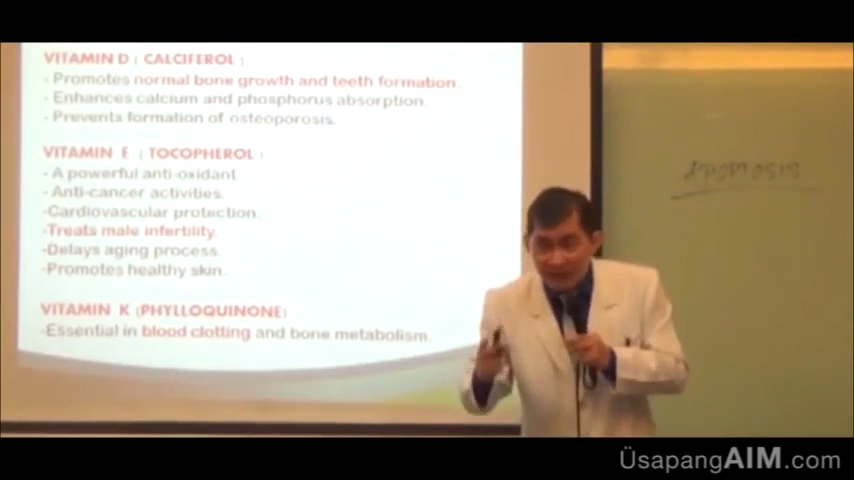 VITAMIN D ( CALCIFEROL )
- Promotes normal bone growth and teeth formation.
- Enhances calcium and phosphorus absorption.
- Prevents formation of osteoporosis.
VITAMIN E ( TOCOPHEROL )
- A powerful anti-oxidant
- Anti-cancer activities.
-Cardiovascular protection.
-Treats male infertility.
-Delays aging process.
-Promotes healthy skin.
VITAMIN K (PHYLLOQUINONE)
-Essential in blood clotting and bone metabolism.
APOPTOSIS
ÜsapangAIM.com